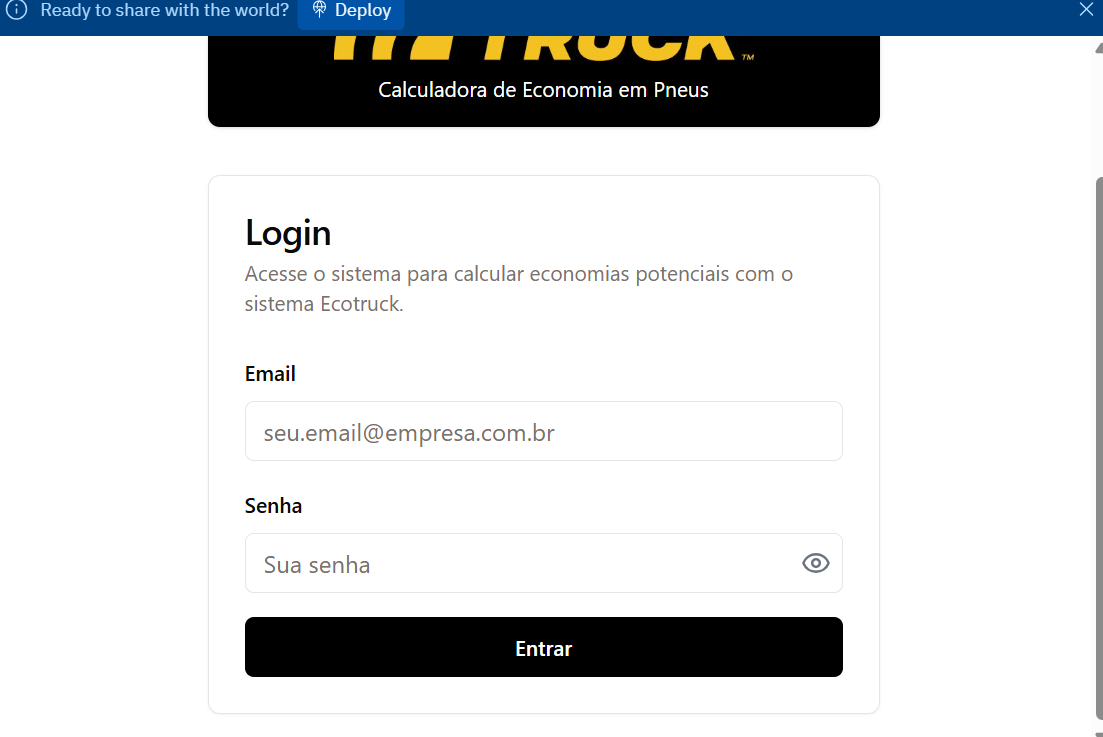 Ready to share with the world? Deploy
TRUCK™
Calculadora de Economia em Pneus
Login
Acesse o sistema para calcular economias potenciais com o
sistema Ecotruck.
Email
seu.email@empresa.com.br
Senha
Sua senha
Entrar